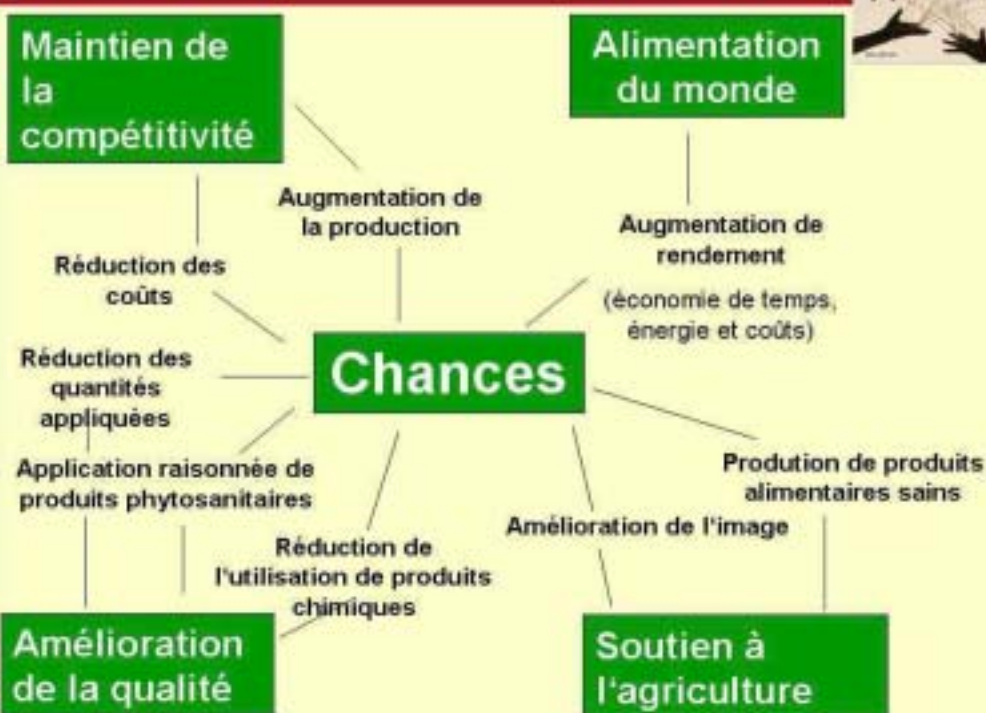 Maintien de
la
compétitivité
Alimentation
du monde
Augmentation de
la production
Augmentation de
rendement
(économie de temps,
énergie et coûts)
Réduction des
coûts
Chances
Réduction des
quantités
appliquées
Application raisonnée de
produits phytosanitaires
Prodution de produits
alimentaires sains
Amélioration de l'image
Réduction de
l'utilisation de produits
chimiques
Amélioration
de la qualité
Soutien à
l'agriculture